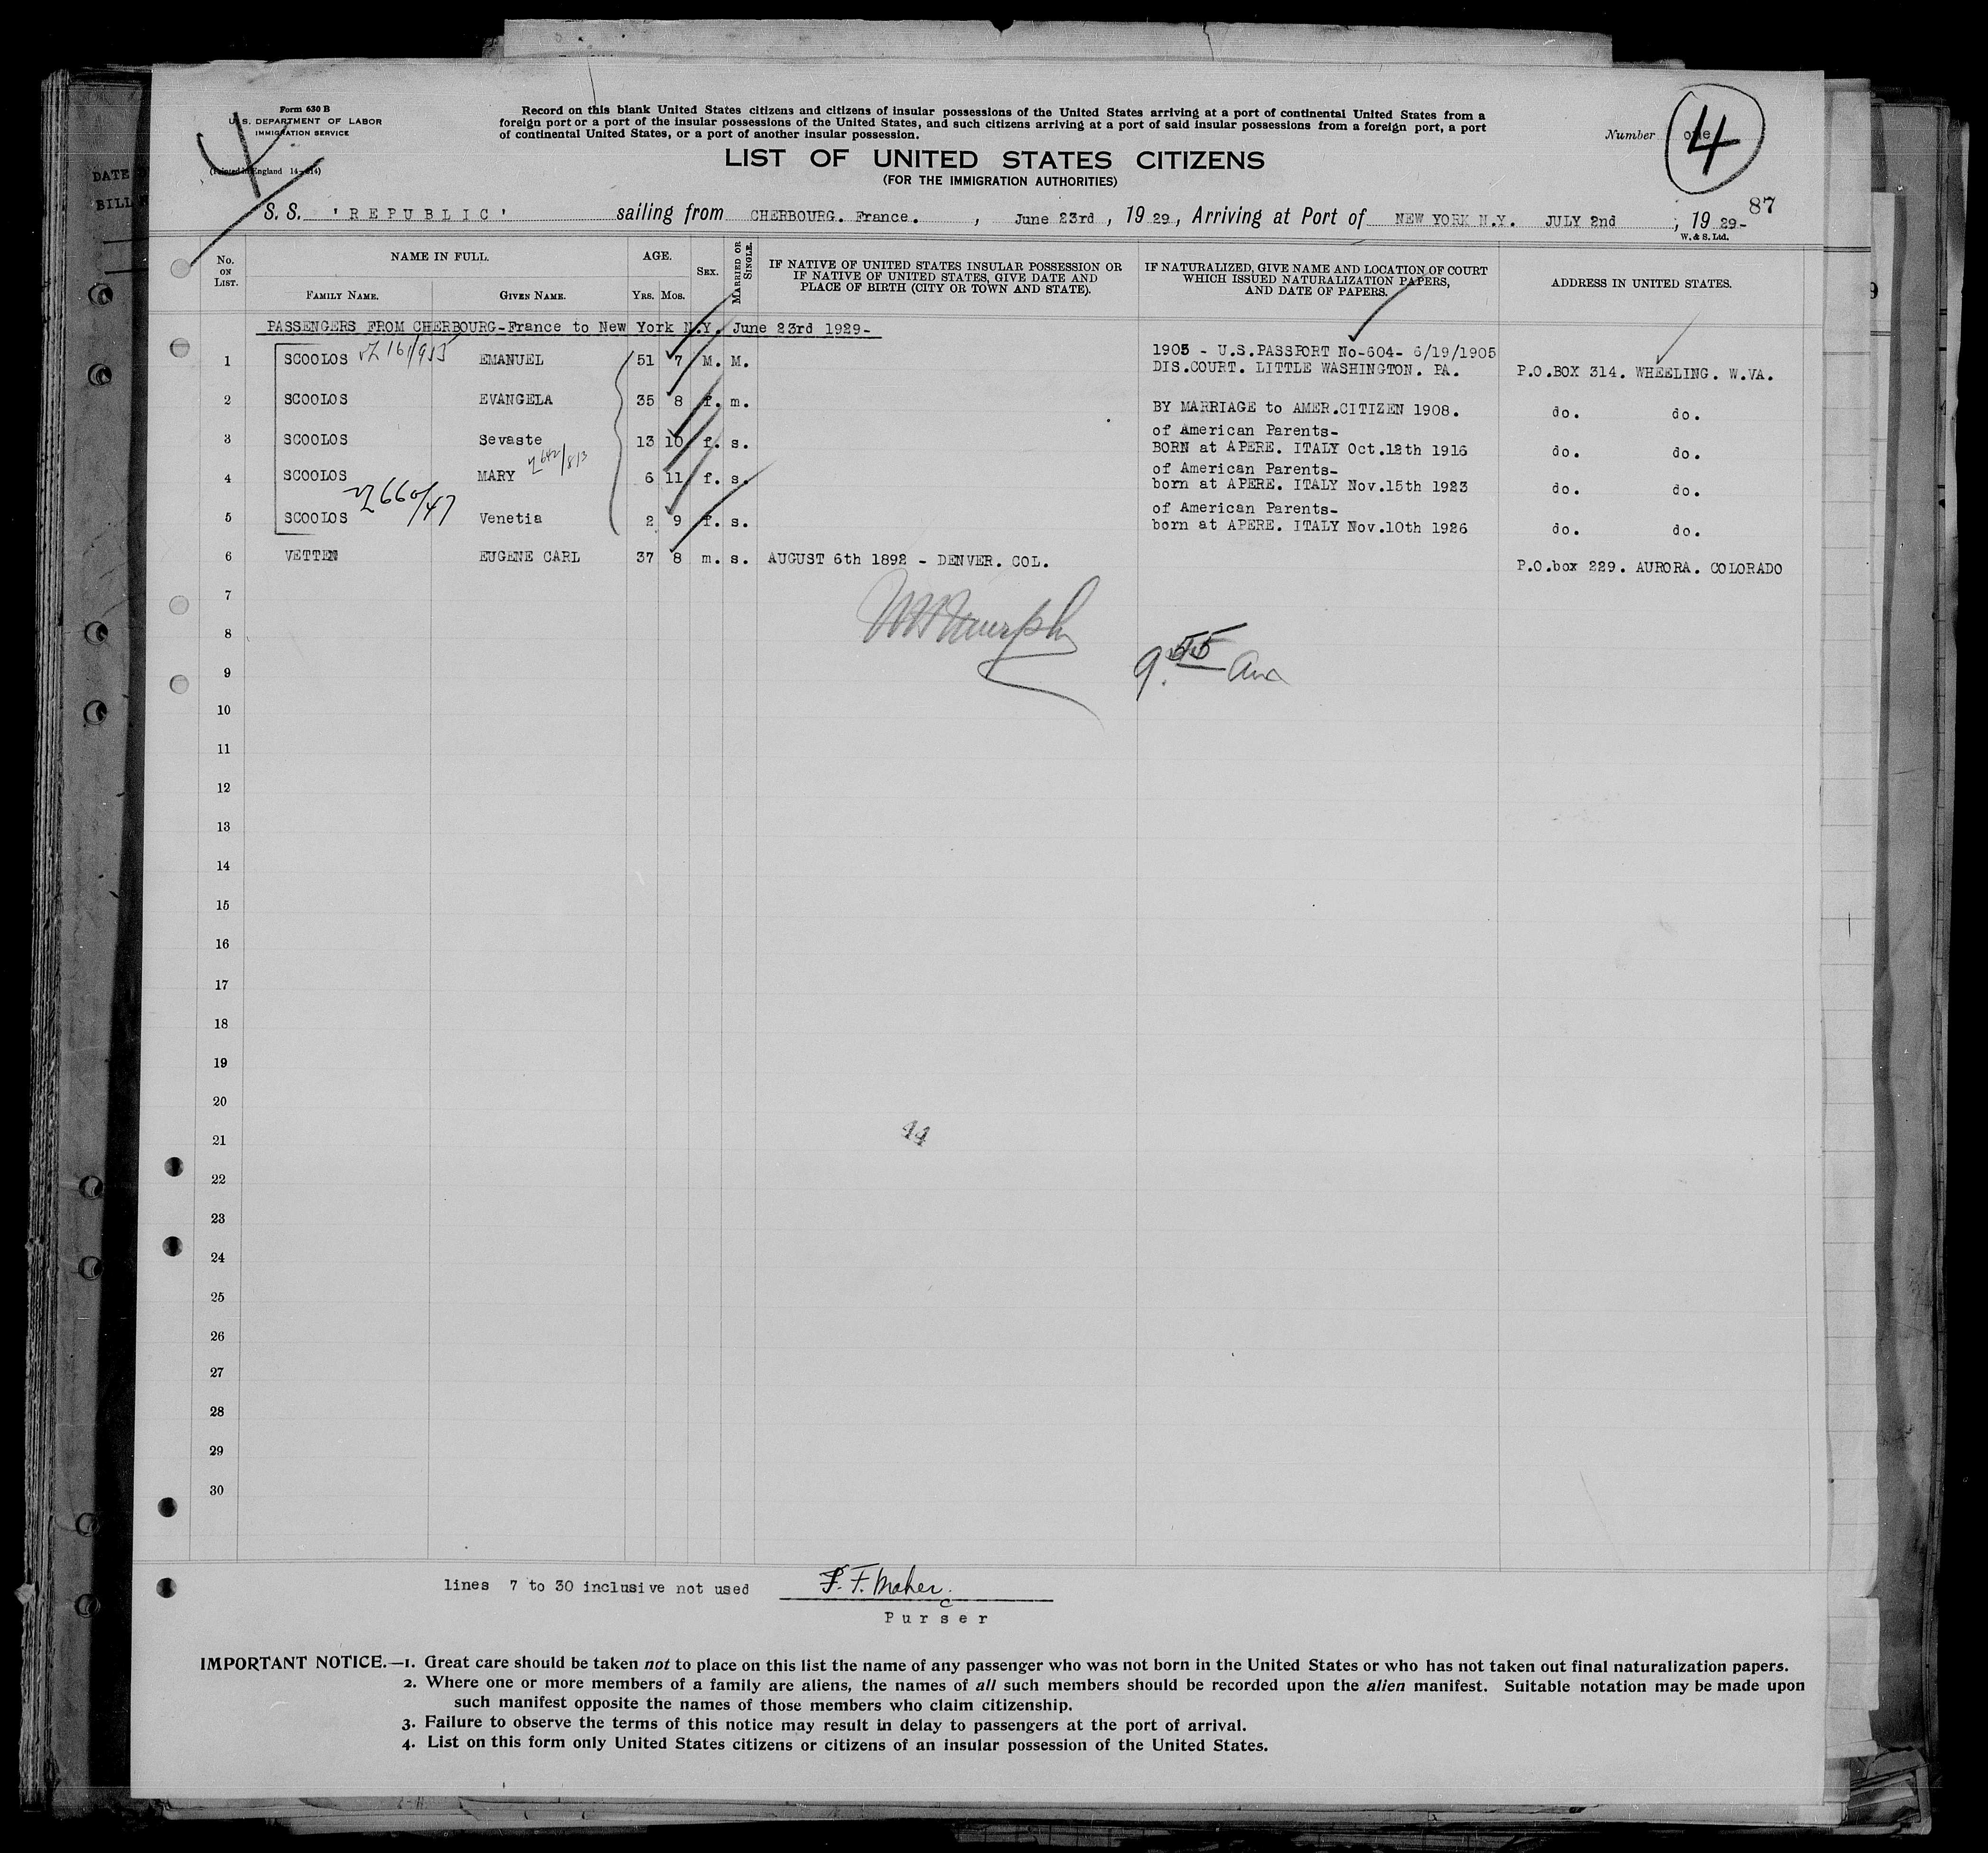 Form 630 B
U.S. DEPARTMENT OF LABOR
IMMIGRATION SERVICE
(Printed in England 14-814)
Record on this blank United States citizens and citizens of insular possessions of the United States arriving at a port of continental United States from a
foreign port or a port of the insular possessions of the United States, and such citizens arriving at a port of said insular possessions from a foreign port, a port
of continental United States, or a port of another insular possession.
Number one
4
4
LIST OF UNITED STATES CITIZENS
(FOR THE IMMIGRATION AUTHORITIES)
87
S. S. 'REPUBLIC' sailing from CHERBOURG. France. , June 23rd , 19 29 , Arriving at Port of NEW YORK N.Y. JULY 2nd ; 19 29-
W. & S. Ltd.
No. ON LIST. NAME IN FULL. FAMILY NAME. GIVEN NAME. AGE. YRS. MOS. SEX. MARRIED OR SINGLE. IF NATIVE OF UNITED STATES INSULAR POSSESSION OR IF NATIVE OF UNITED STATES, GIVE DATE AND PLACE OF BIRTH (CITY OR TOWN AND STATE). IF NATURALIZED, GIVE NAME AND LOCATION OF COURT WHICH ISSUED NATURALIZATION PAPERS, AND DATE OF PAPERS. ADDRESS IN UNITED STATES.
PASSENGERS FROM CHERBOURG-France to New York N.Y. June 23rd 1929-
1 SCOOLOS EMANUEL 51 7 M. M. 1905 - U.S.PASSPORT No-604- 6/19/1905
DIS.COURT. LITTLE WASHINGTON. PA. P.O.BOX 314. WHEELING. W.VA.
2 SCOOLOS EVANGELA 35 8 f. m. BY MARRIAGE to AMER.CITIZEN 1908. do. do.
3 SCOOLOS Sevaste 13 10 f. s. of American Parents-
BORN at APERE. ITALY Oct.12th 1916 do. do.
4 SCOOLOS MARY 6 11 f. s. of American Parents-
born at APERE. ITALY Nov.15th 1923 do. do.
660/47
5 SCOOLOS Venetia 2 9 f. s. of American Parents-
born at APERE. ITALY Nov.10th 1926 do. do.
6 VETTEN EUGENE CARL 37 8 m. s. AUGUST 6th 1892 - DENVER. COL. P.O.box 229. AURORA. COLORADO
7
8
9 9.55
10
11
12
13
14
15
16
17
18
19
20
21
44
22
23
24
25
26
27
28
29
30
lines 7 to 30 inclusive not used F. F. Maher.
Purser
IMPORTANT NOTICE.—1. Great care should be taken not to place on this list the name of any passenger who was not born in the United States or who has not taken out final naturalization papers.
2. Where one or more members of a family are aliens, the names of all such members should be recorded upon the alien manifest. Suitable notation may be made upon
such manifest opposite the names of those members who claim citizenship.
3. Failure to observe the terms of this notice may result in delay to passengers at the port of arrival.
4. List on this form only United States citizens or citizens of an insular possession of the United States.